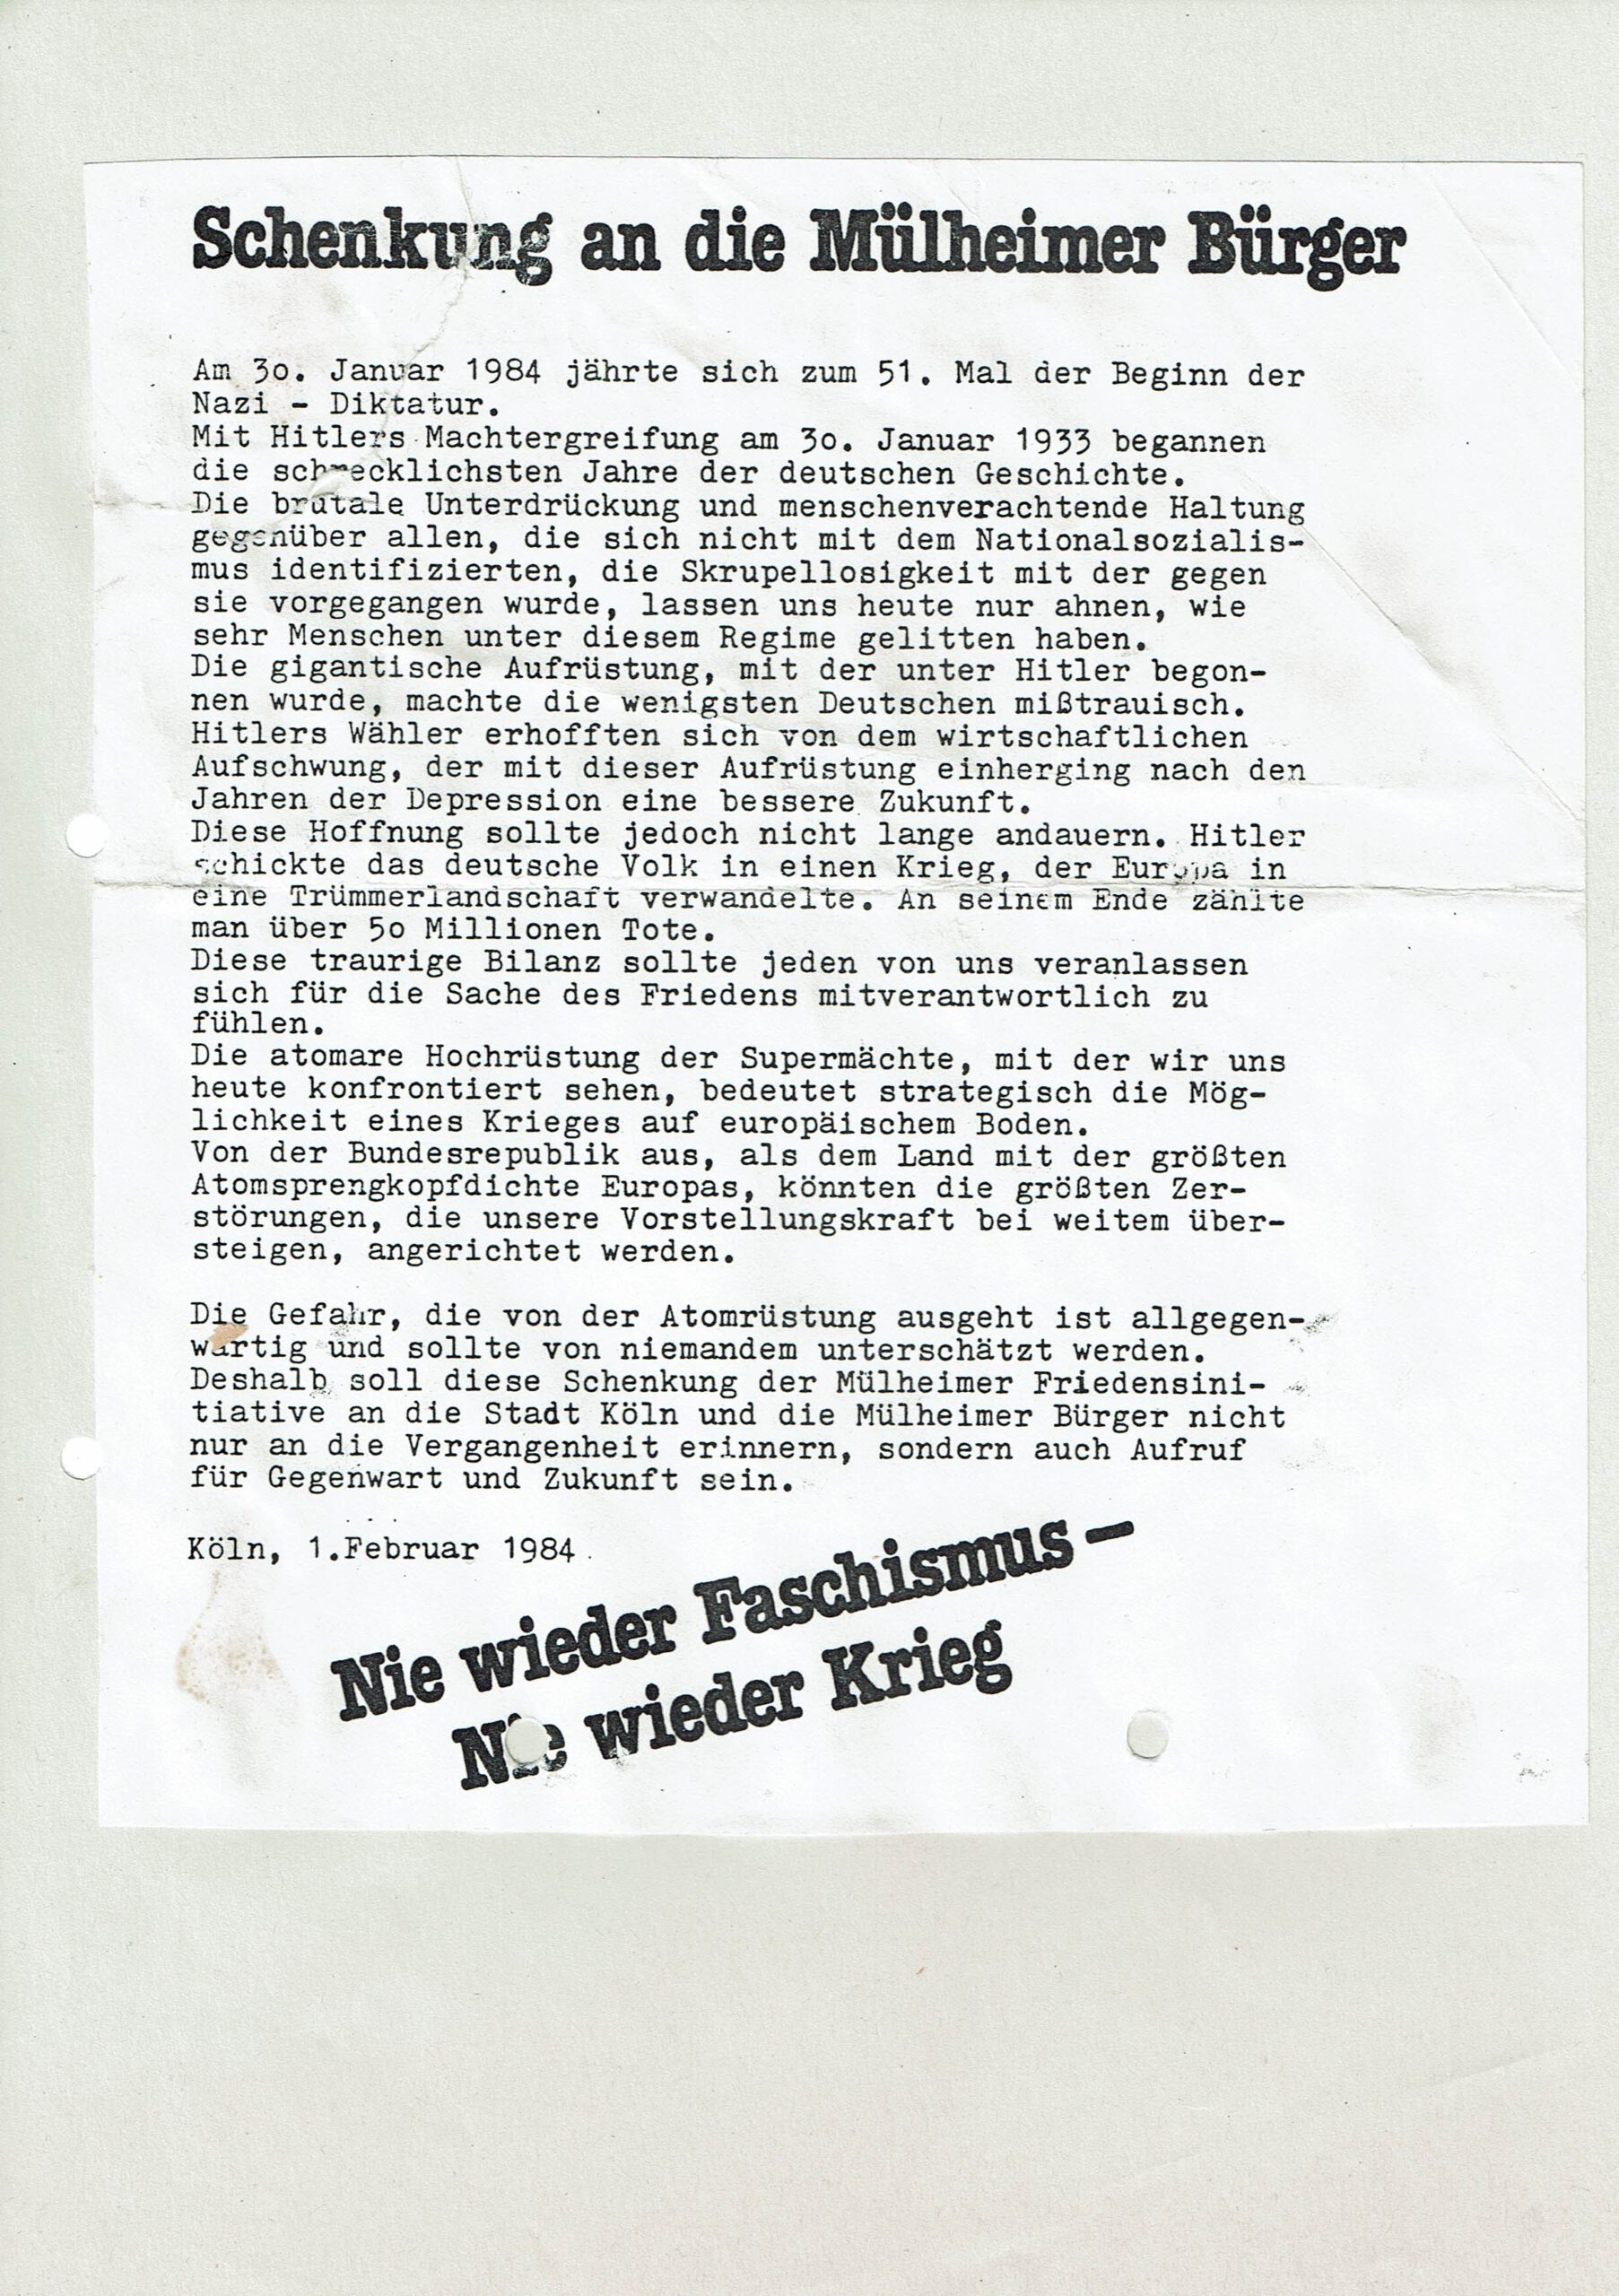 Schenkung an die Mülheimer Bürger
Am 3o. Januar 1984 jährte sich zum 51. Mal der Beginn der
Nazi - Diktatur.
Mit Hitlers Machtergreifung am 3o. Januar 1933 begannen
die schrecklichsten Jahre der deutschen Geschichte.
Die brutale Unterdrückung und menschenverachtende Haltung
gegenüber allen, die sich nicht mit dem Nationalsozialis-
mus identifizierten, die Skrupellosigkeit mit der gegen
sie vorgegangen wurde, lassen uns heute nur ahnen, wie
sehr Menschen unter diesem Regime gelitten haben.
Die gigantische Aufrüstung, mit der unter Hitler begon-
nen wurde, machte die wenigsten Deutschen mißtrauisch.
Hitlers Wähler erhofften sich von dem wirtschaftlichen
Aufschwung, der mit dieser Aufrüstung einherging nach den
Jahren der Depression eine bessere Zukunft.
Diese Hoffnung sollte jedoch nicht lange andauern. Hitler
schickte das deutsche Volk in einen Krieg, der Europa in
eine Trümmerlandschaft verwandelte. An seinem Ende zählte
man über 5o Millionen Tote.
Diese traurige Bilanz sollte jeden von uns veranlassen
sich für die Sache des Friedens mitverantwortlich zu
fühlen.
Die atomare Hochrüstung der Supermächte, mit der wir uns
heute konfrontiert sehen, bedeutet strategisch die Mög-
lichkeit eines Krieges auf europäischem Boden.
Von der Bundesrepublik aus, als dem Land mit der größten
Atomsprengkopfdichte Europas, könnten die größten Zer-
störungen, die unsere Vorstellungskraft bei weitem über-
steigen, angerichtet werden.
Die Gefahr, die von der Atomrüstung ausgeht ist allgegen-
wärtig und sollte von niemandem unterschätzt werden.
Deshalb soll diese Schenkung der Mülheimer Friedensini-
tiative an die Stadt Köln und die Mülheimer Bürger nicht
nur an die Vergangenheit erinnern, sondern auch Aufruf
für Gegenwart und Zukunft sein.
Köln, 1.Februar 1984.
Nie wieder Faschismus -
Nie wieder Krieg